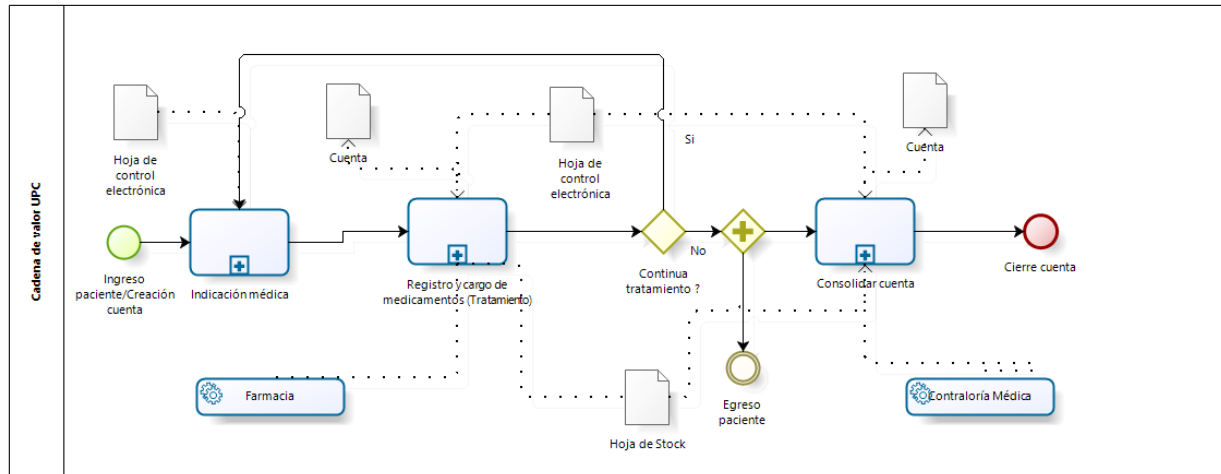 Cadena de valor UPC
Hoja de
control
electrónica
Cuenta
Hoja de
control
electrónica
Si
Cuenta
Ingreso
paciente/Creación
cuenta
Indicación médica
Registro y cargo de
medicamentos (Tratamiento)
Continua
tratamiento ?
No
Consolidar cuenta
Cierre cuenta
Farmacia
Hoja de Stock
Egreso
paciente
Contraloría Médica